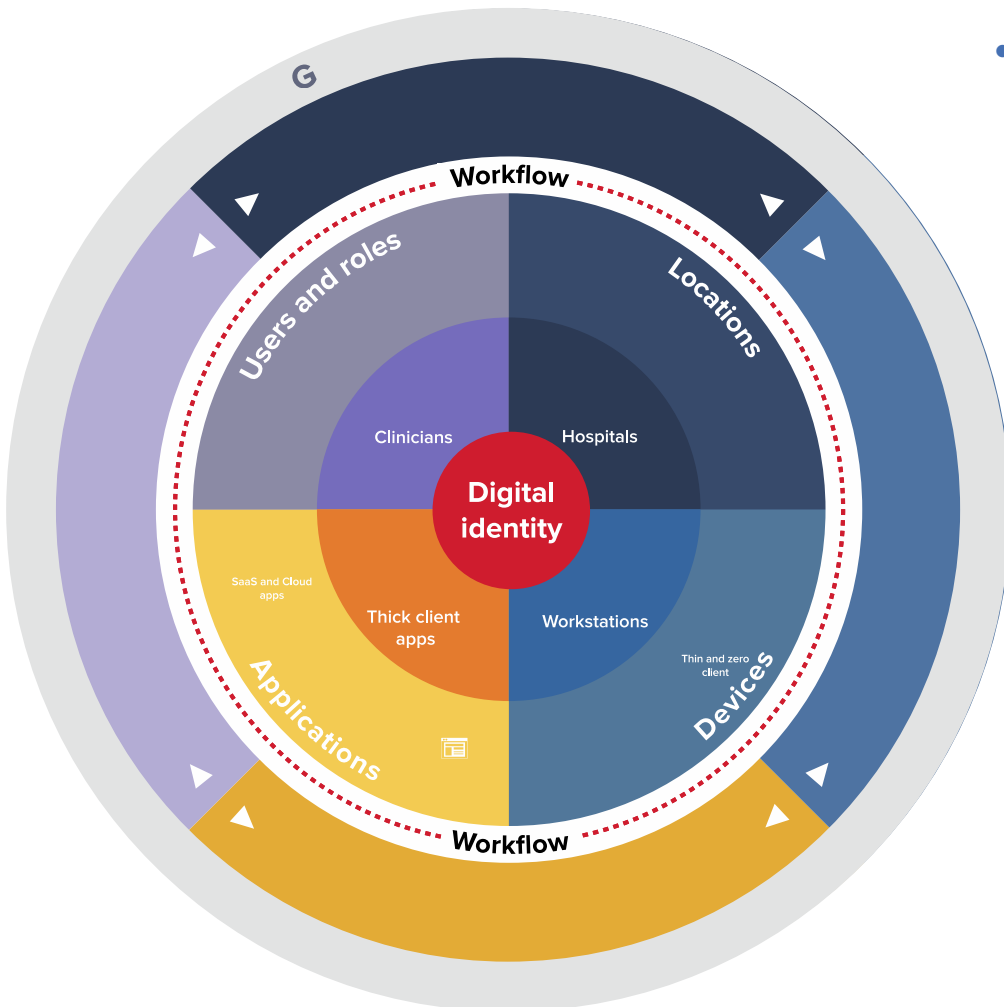 G
Workflow
Users and roles
Locations
Clinicians
Hospitals
Digital
identity
SaaS and Cloud
apps
Thick client
apps
Workstations
Thin and zero
client
Applications
Devices
Workflow